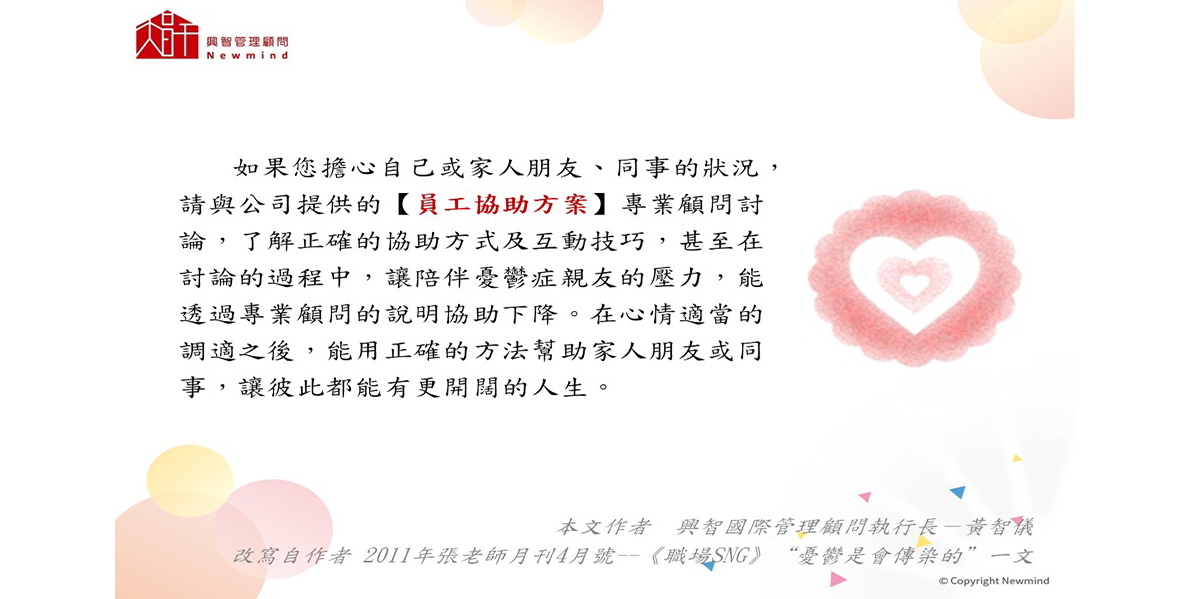 興智管理顧問
Newmind
如果您擔心自己或家人朋友、同事的狀況，
請與公司提供的【員工協助方案】專業顧問討
論，了解正確的協助方式及互動技巧，甚至在
討論的過程中，讓陪伴憂鬱症親友的壓力，能
透過專業顧問的說明協助下降。在心情適當的
調適之後，能用正確的方法幫助家人朋友或同
事，讓彼此都能有更開闊的人生。
本文作者　興智國際管理顧問執行長－黃智儀
改寫自作者 2011年張老師月刊4月號--《職場SNG》“憂鬱是會傳染的”一文
© Copyright Newmind